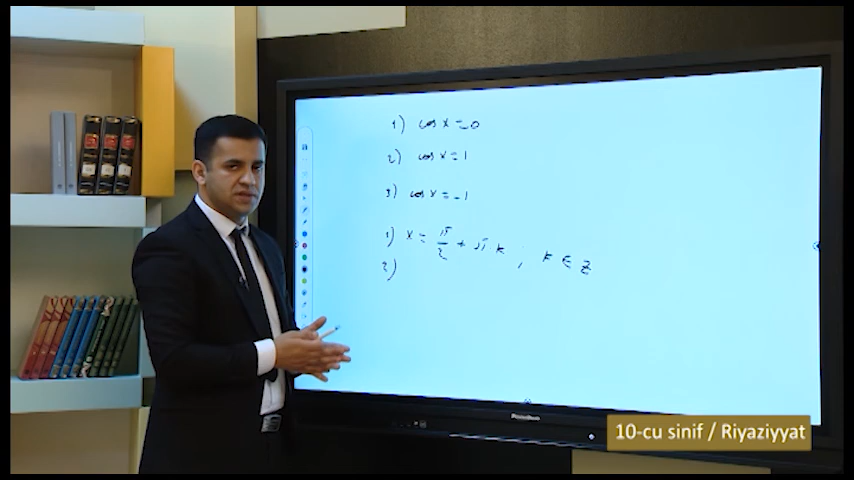 1) cos x = 0
2) cos x = 1
3) cos x = -1
1) x = π/2 + πk ; k ∈ Z
2)
10-cu sinif / Riyaziyyat